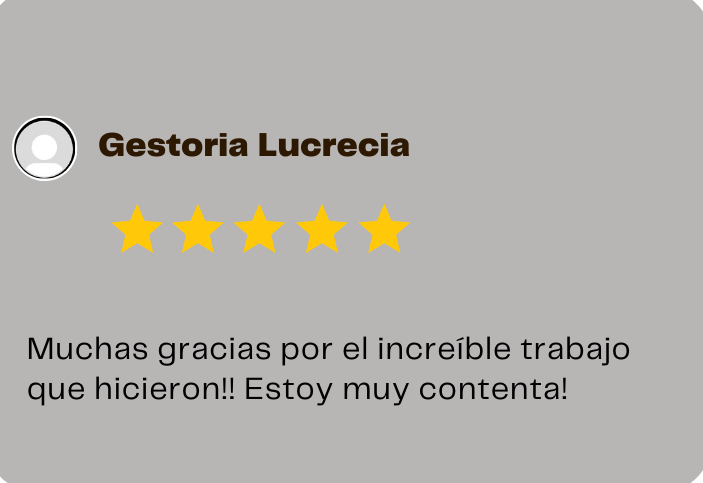 Gestoria Lucrecia
Muchas gracias por el increíble trabajo
que hicieron!! Estoy muy contenta!